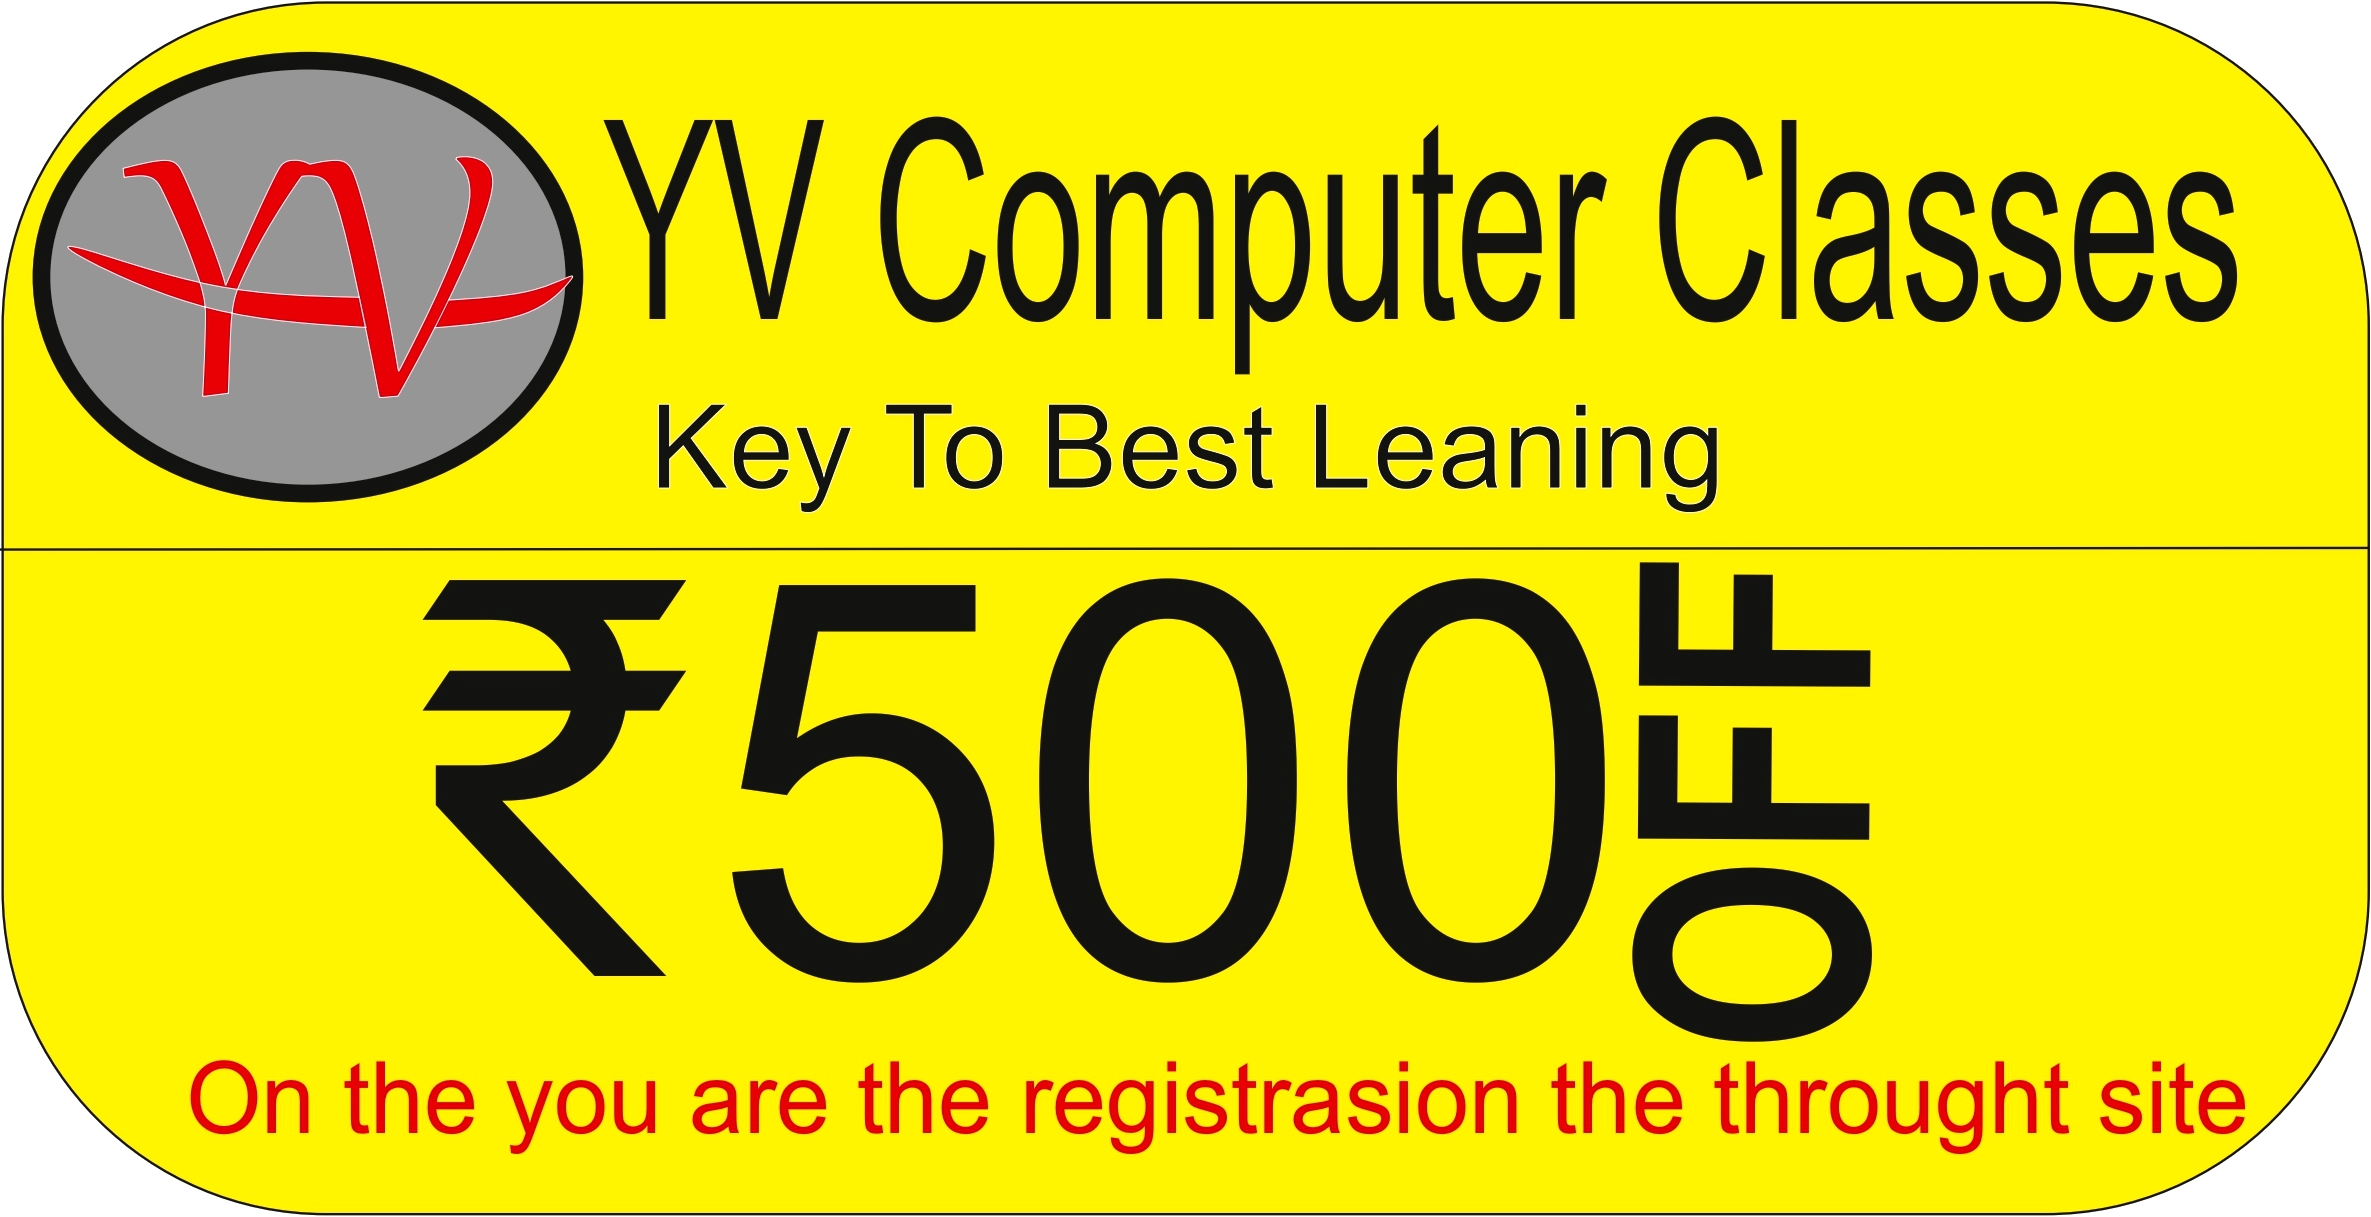 YV
YV Computer Classes
Key To Best Leaning
₹500 OFF
On the you are the registrasion the throught site